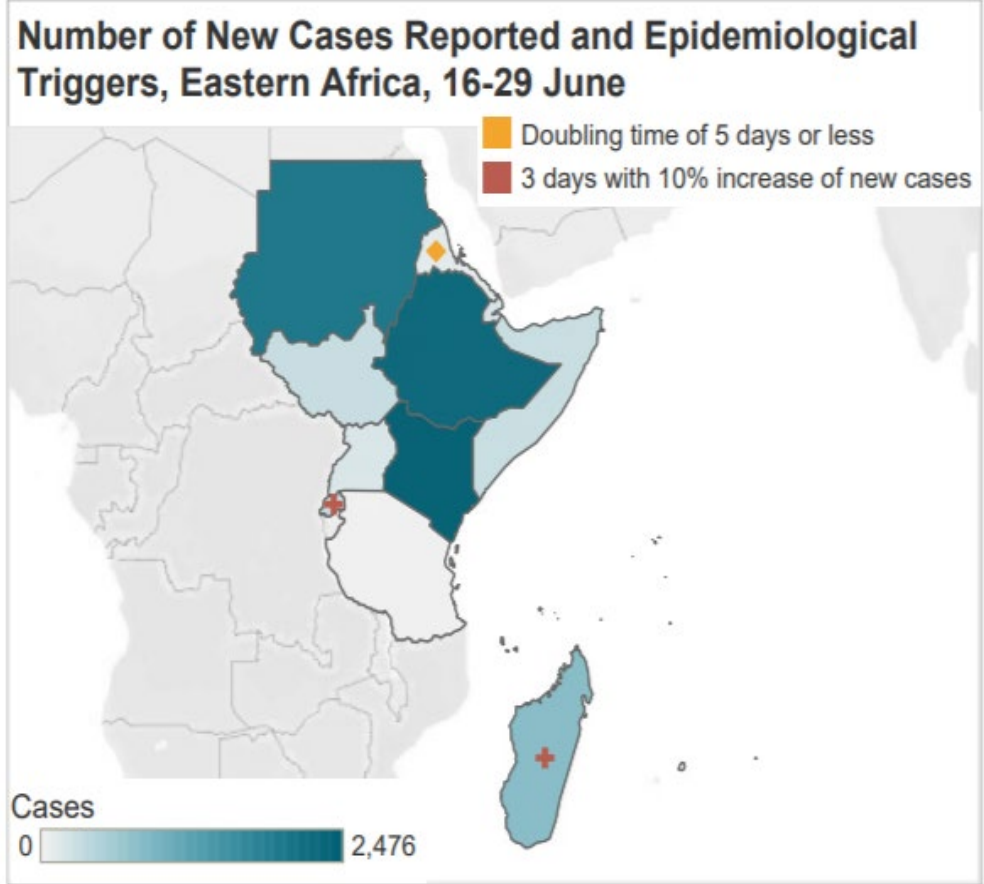 Number of New Cases Reported and Epidemiological
Triggers, Eastern Africa, 16-29 June
Doubling time of 5 days or less
3 days with 10% increase of new cases
Cases
0 2,476